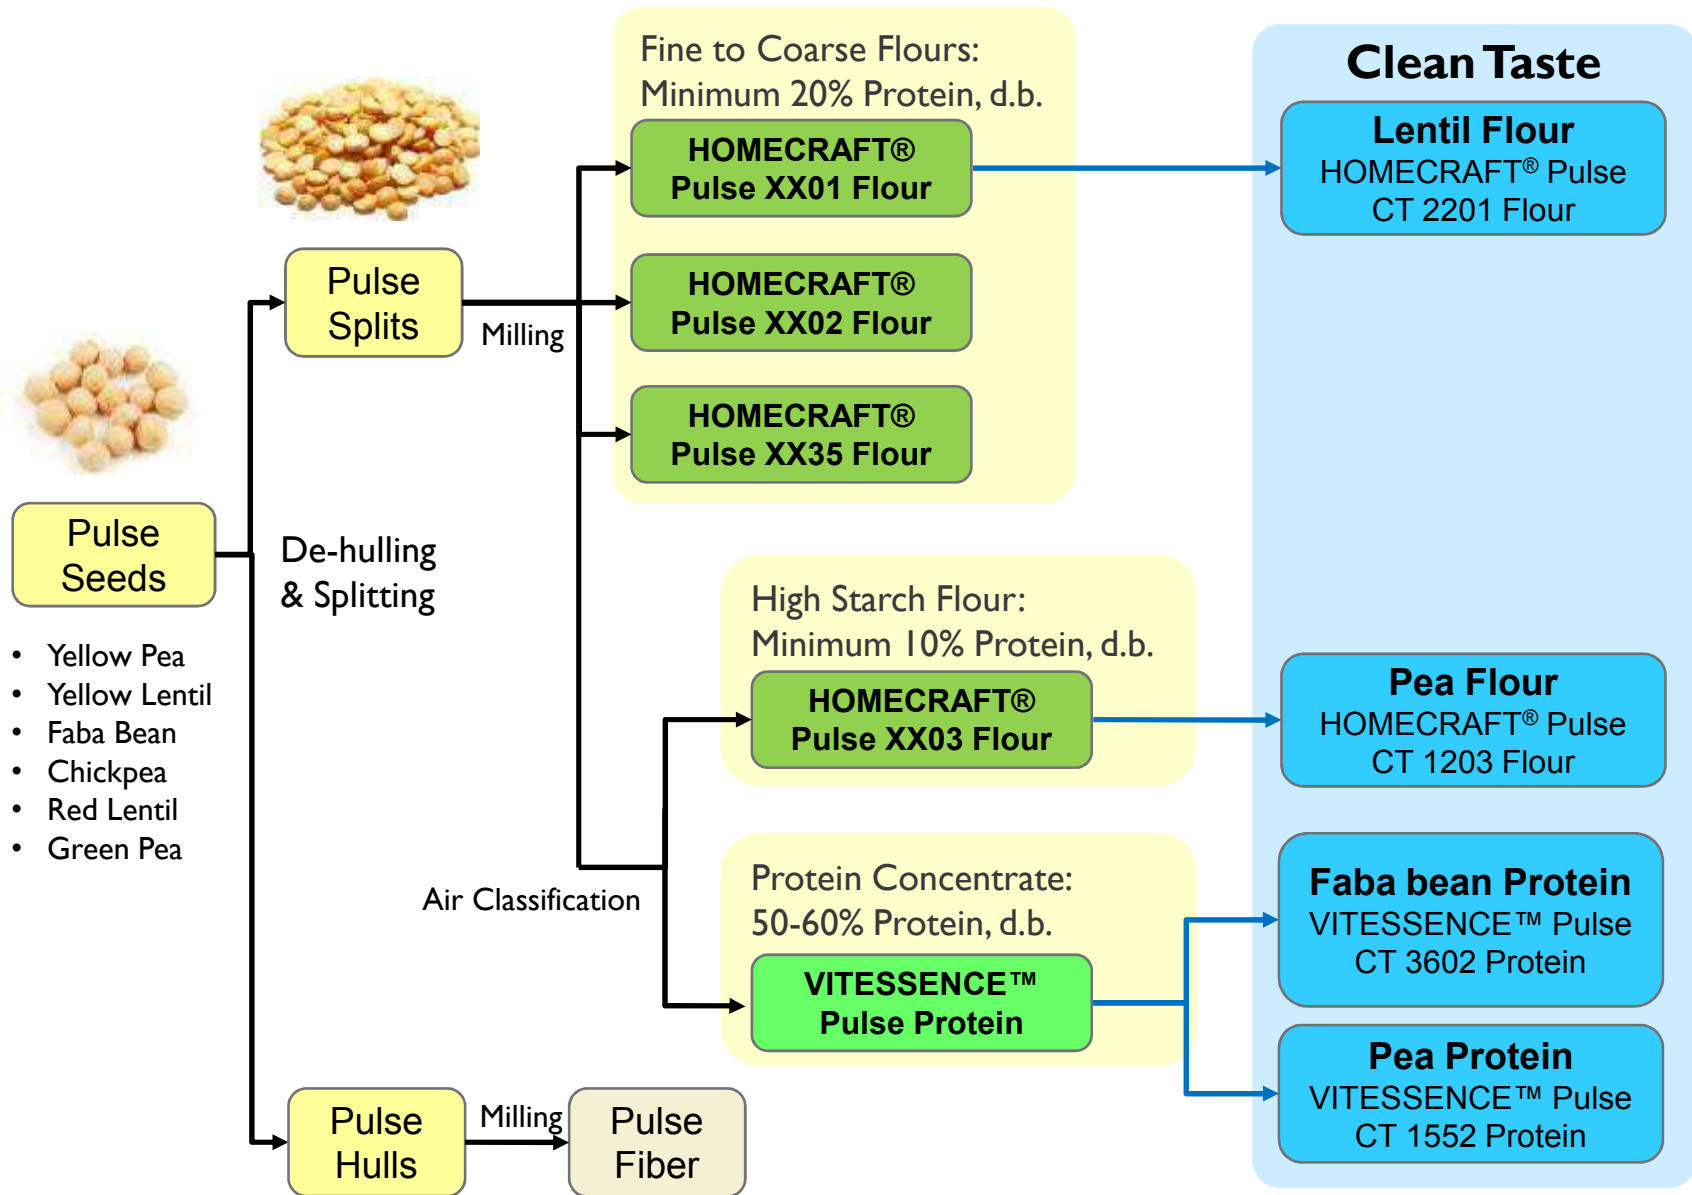 Pulse
Seeds
• Yellow Pea
• Yellow Lentil
• Faba Bean
• Chickpea
• Red Lentil
• Green Pea
De-hulling
& Splitting
Pulse
Splits
Milling
Pulse
Hulls
Milling
Pulse
Fiber
Air Classification
Fine to Coarse Flours:
Minimum 20% Protein, d.b.
HOMECRAFT®
Pulse XX01 Flour
HOMECRAFT®
Pulse XX02 Flour
HOMECRAFT®
Pulse XX35 Flour
High Starch Flour:
Minimum 10% Protein, d.b.
HOMECRAFT®
Pulse XX03 Flour
Protein Concentrate:
50-60% Protein, d.b.
VITESSENCE™
Pulse Protein
Clean Taste
Lentil Flour
HOMECRAFT® Pulse
CT 2201 Flour
Pea Flour
HOMECRAFT® Pulse
CT 1203 Flour
Faba bean Protein
VITESSENCE™ Pulse
CT 3602 Protein
Pea Protein
VITESSENCE™ Pulse
CT 1552 Protein